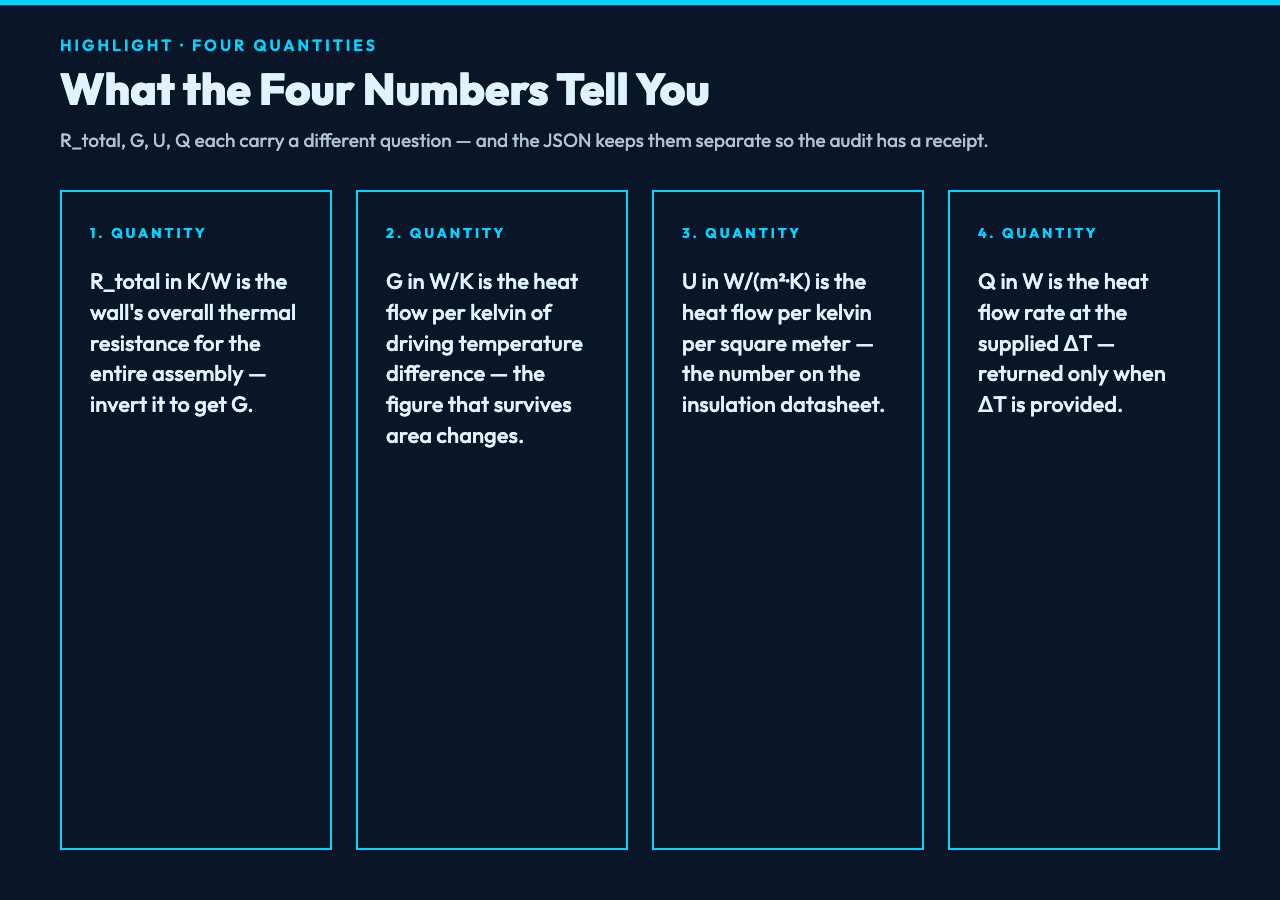 HIGHLIGHT · FOUR QUANTITIES
What the Four Numbers Tell You
R_total, G, U, Q each carry a different question — and the JSON keeps them separate so the audit has a receipt.
1. QUANTITY
R_total in K/W is the
wall's overall thermal
resistance for the
entire assembly —
invert it to get G.
2. QUANTITY
G in W/K is the heat
flow per kelvin of
driving temperature
difference — the
figure that survives
area changes.
3. QUANTITY
U in W/(m²·K) is the
heat flow per kelvin
per square meter —
the number on the
insulation datasheet.
4. QUANTITY
Q in W is the heat
flow rate at the
supplied ΔT —
returned only when
ΔT is provided.